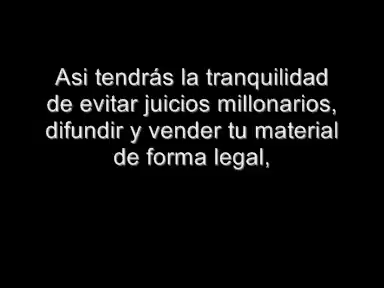 Asi tendrás la tranquilidad
de evitar juicios millonarios,
difundir y vender tu material
de forma legal,